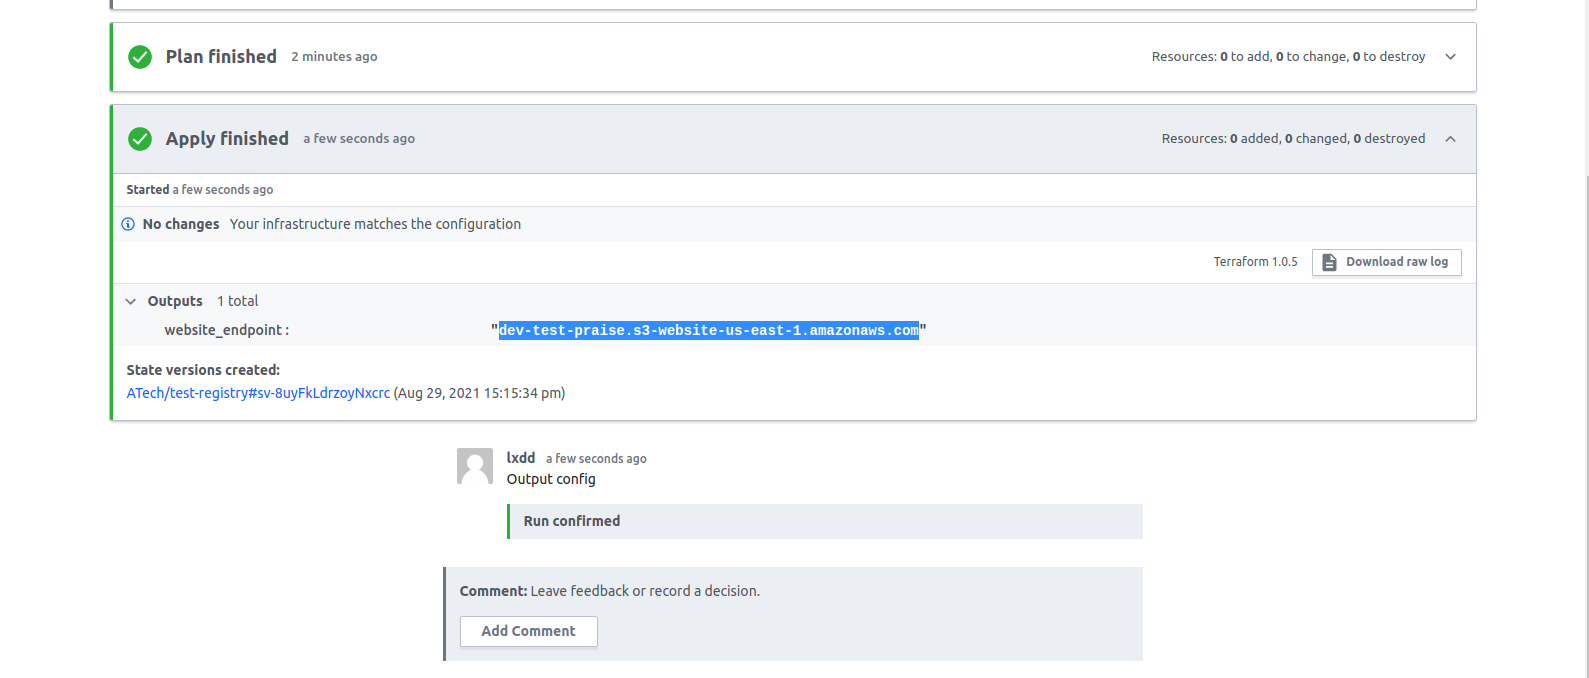 Plan finished 2 minutes ago Resources: 0 to add, 0 to change, 0 to destroy
Apply finished a few seconds ago Resources: 0 added, 0 changed, 0 destroyed
Started a few seconds ago
No changes Your infrastructure matches the configuration
Terraform 1.0.5 Download raw log
Outputs 1 total
website_endpoint : "dev-test-praise.s3-website-us-east-1.amazonaws.com"
State versions created:
ATech/test-registry#sv-8uyFkLdrzoyNxcrc (Aug 29, 2021 15:15:34 pm)
lxdd a few seconds ago
Output config
Run confirmed
Comment: Leave feedback or record a decision.
Add Comment